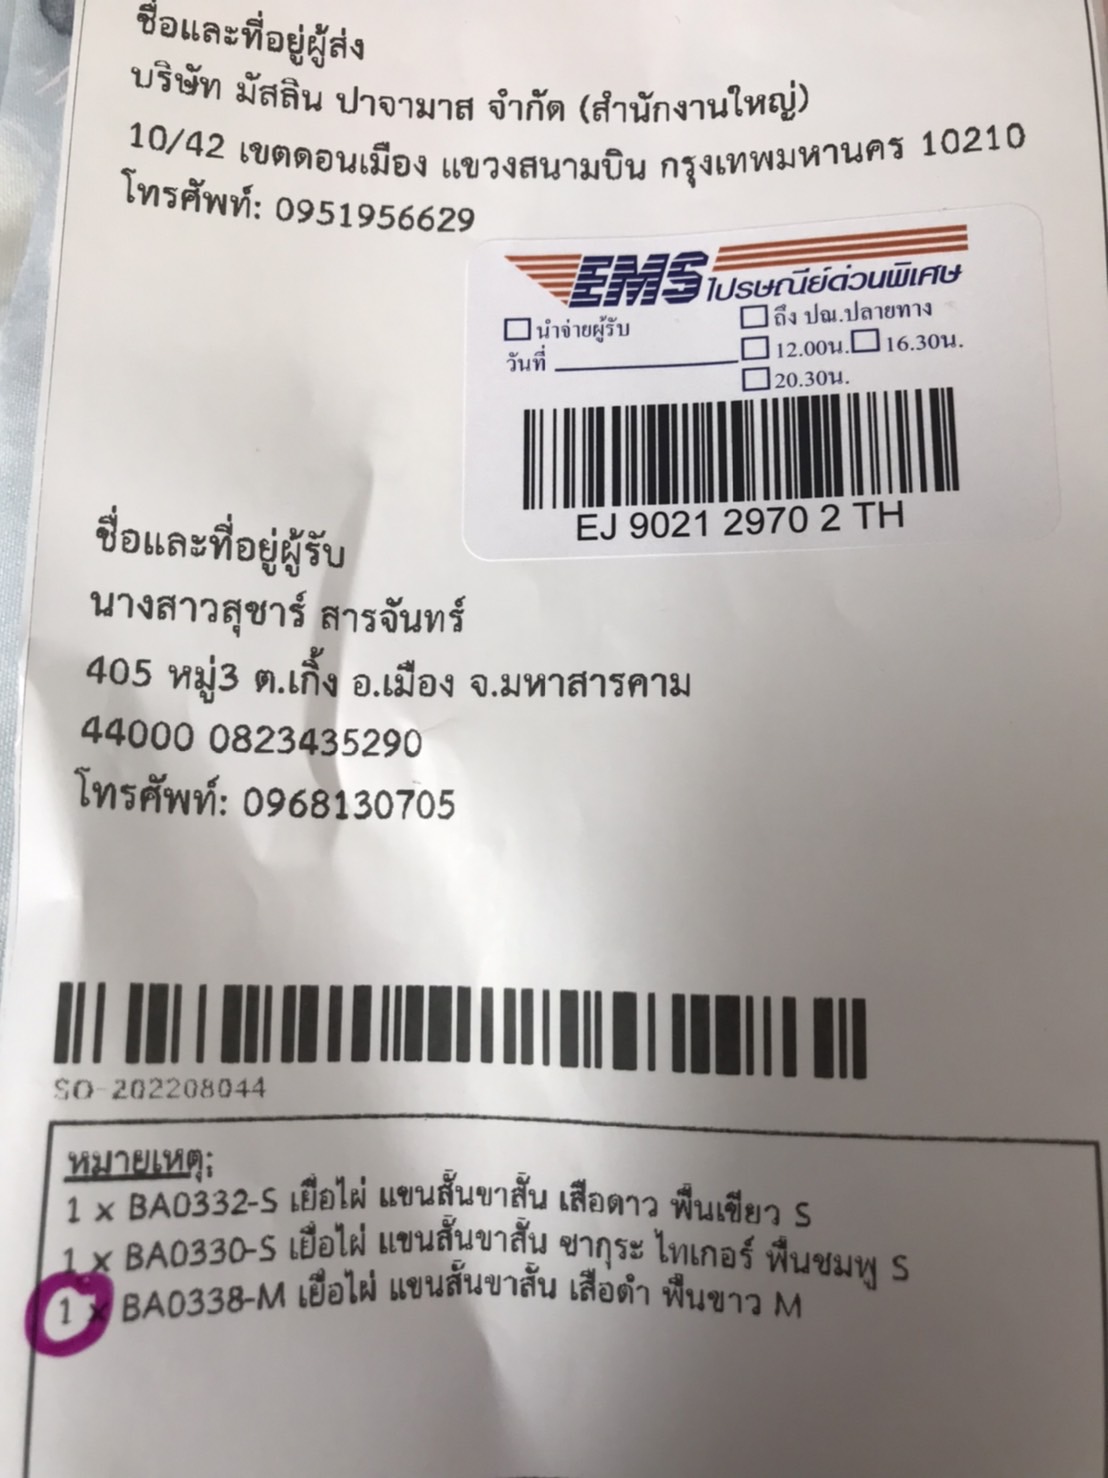 ชื่อและที่อยู่ผู้ส่ง
บริษัท มัสลิน ปาจามาส จำกัด (สำนักงานใหญ่)
10/42 เขตดอนเมือง แขวงสนามบิน กรุงเทพมหานคร 10210
โทรศัพท์: 0951956629
EMS ไปรษณีย์ด่วนพิเศษ
นำจ่ายผู้รับ
ถึง ปณ.ปลายทาง
วันที่
12.00น. 16.30น.
20.30น.
EJ 9021 2970 2 TH
ชื่อและที่อยู่ผู้รับ
นางสาวสุชาร์ สารจันทร์
405 หมู่3 ต.เกิ้ง อ.เมือง จ.มหาสารคาม
44000 0823435290
โทรศัพท์: 0968130705
SO-202208044
หมายเหตุ:
1 x BA0332-S เยื่อไผ่ แขนสั้นขาสั้น เสือดาว พื้นเขียว S
1 x BA0330-S เยื่อไผ่ แขนสั้นขาสั้น ซากุระ ไทเกอร์ พื้นชมพู S
1 x BA0338-M เยื่อไผ่ แขนสั้นขาสั้น เสือดำ พื้นขาว M